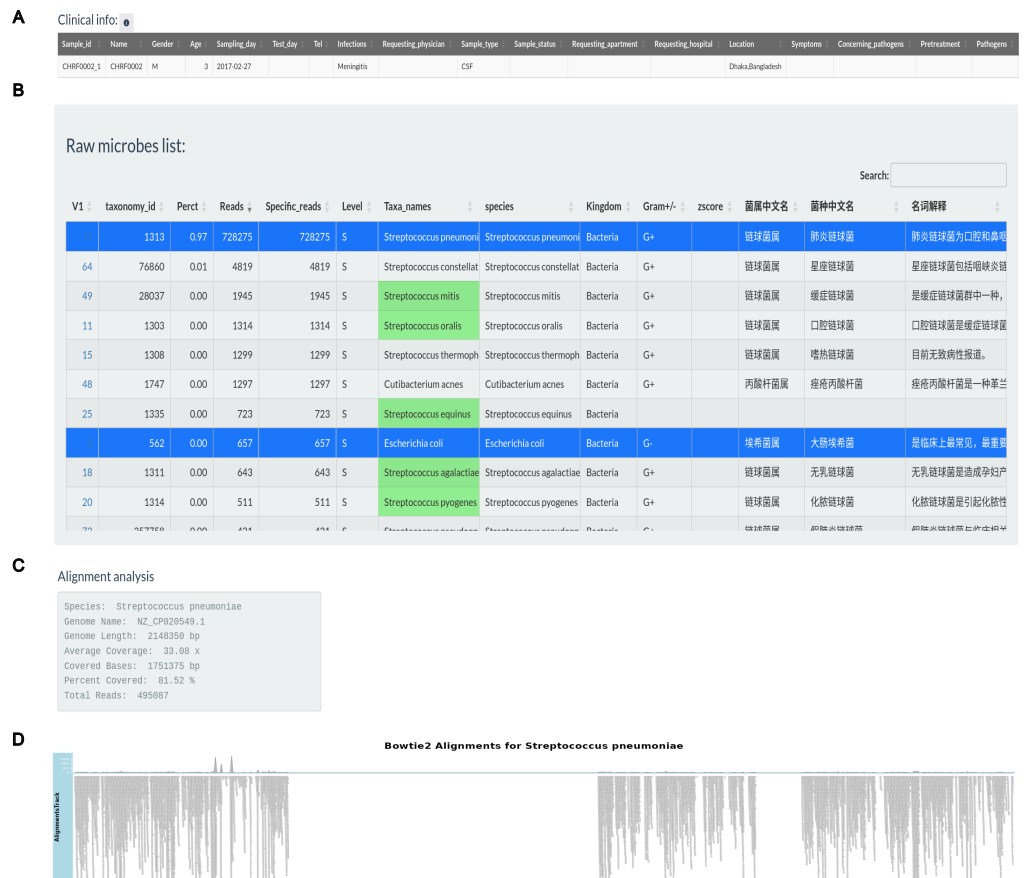 A
Clinical info:
Sample_id Name Gender Age Sampling_day Test_day Tel Infections Requesting_physician Sample_type Sample_status Requesting_apartment Requesting_hospital Location Symptoms Concerning_pathogens Pretreatment Pathogens
CHRF0002_1 CHRF0002 M 3 2017-02-27 Meningitis CSF Dhaka,Bangladesh
B
Raw microbes list:
Search:
V1 taxonomy_id Perct Reads Specific_reads Level Taxa_names species Kingdom Gram+/- zscore 菌属中文名 菌种中文名 名词解释
1313 0.97 728275 728275 S Streptococcus pneumoni Streptococcus pneumoni Bacteria G+ 链球菌属 肺炎链球菌 肺炎链球菌为口腔和鼻咽
64 76860 0.01 4819 4819 S Streptococcus constellat Streptococcus constellat Bacteria G+ 链球菌属 星座链球菌 星座链球菌包括咽峡炎链
49 28037 0.00 1945 1945 S Streptococcus mitis Streptococcus mitis Bacteria G+ 链球菌属 缓症链球菌 是缓症链球菌群中一种，
11 1303 0.00 1314 1314 S Streptococcus oralis Streptococcus oralis Bacteria G+ 链球菌属 口腔链球菌 口腔链球菌是缓症链球菌
15 1308 0.00 1299 1299 S Streptococcus thermoph Streptococcus thermoph Bacteria G+ 链球菌属 嗜热链球菌 目前无致病性报道。
48 1747 0.00 1297 1297 S Cutibacterium acnes Cutibacterium acnes Bacteria G+ 丙酸杆菌属 痤疮丙酸杆菌 痤疮丙酸杆菌是一种革兰
25 1335 0.00 723 723 S Streptococcus equinus Streptococcus equinus Bacteria
562 0.00 657 657 S Escherichia coli Escherichia coli Bacteria G- 埃希菌属 大肠埃希菌 是临床上最常见，最重要
18 1311 0.00 643 643 S Streptococcus agalactiae Streptococcus agalactiae Bacteria G+ 链球菌属 无乳链球菌 无乳链球菌是造成孕妇产
20 1314 0.00 511 511 S Streptococcus pyogenes Streptococcus pyogenes Bacteria G+ 链球菌属 化脓链球菌 化脓链球菌是引起化脓性
C
Alignment analysis
Species: Streptococcus pneumoniae
Genome Name: NZ_CP020549.1
Genome Length: 2148350 bp
Average Coverage: 33.08 x
Covered Bases: 1751375 bp
Percent Covered: 81.52 %
Total Reads: 495087
D
Bowtie2 Alignments for Streptococcus pneumoniae
AlignmentsTrack